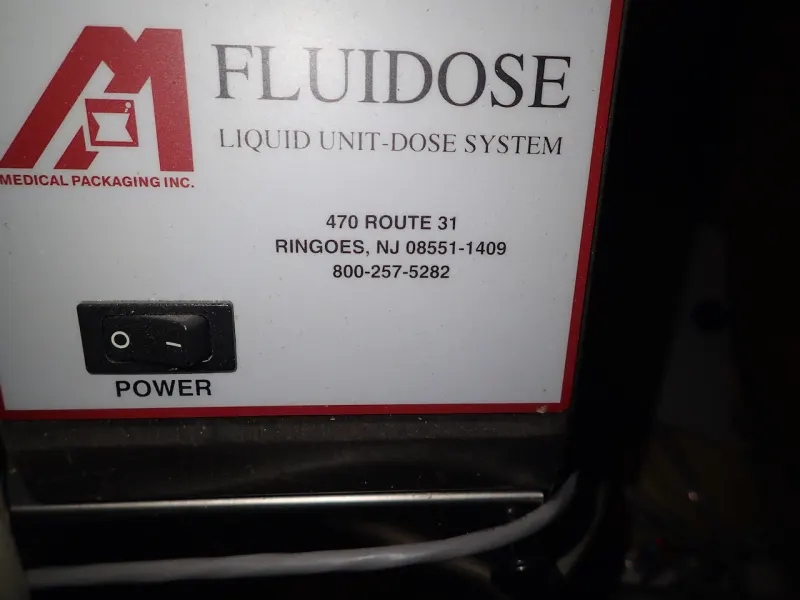 FLUIDOSE
LIQUID UNIT-DOSE SYSTEM
MEDICAL PACKAGING INC.
470 ROUTE 31
RINGOES, NJ 08551-1409
800-257-5282
O –
POWER